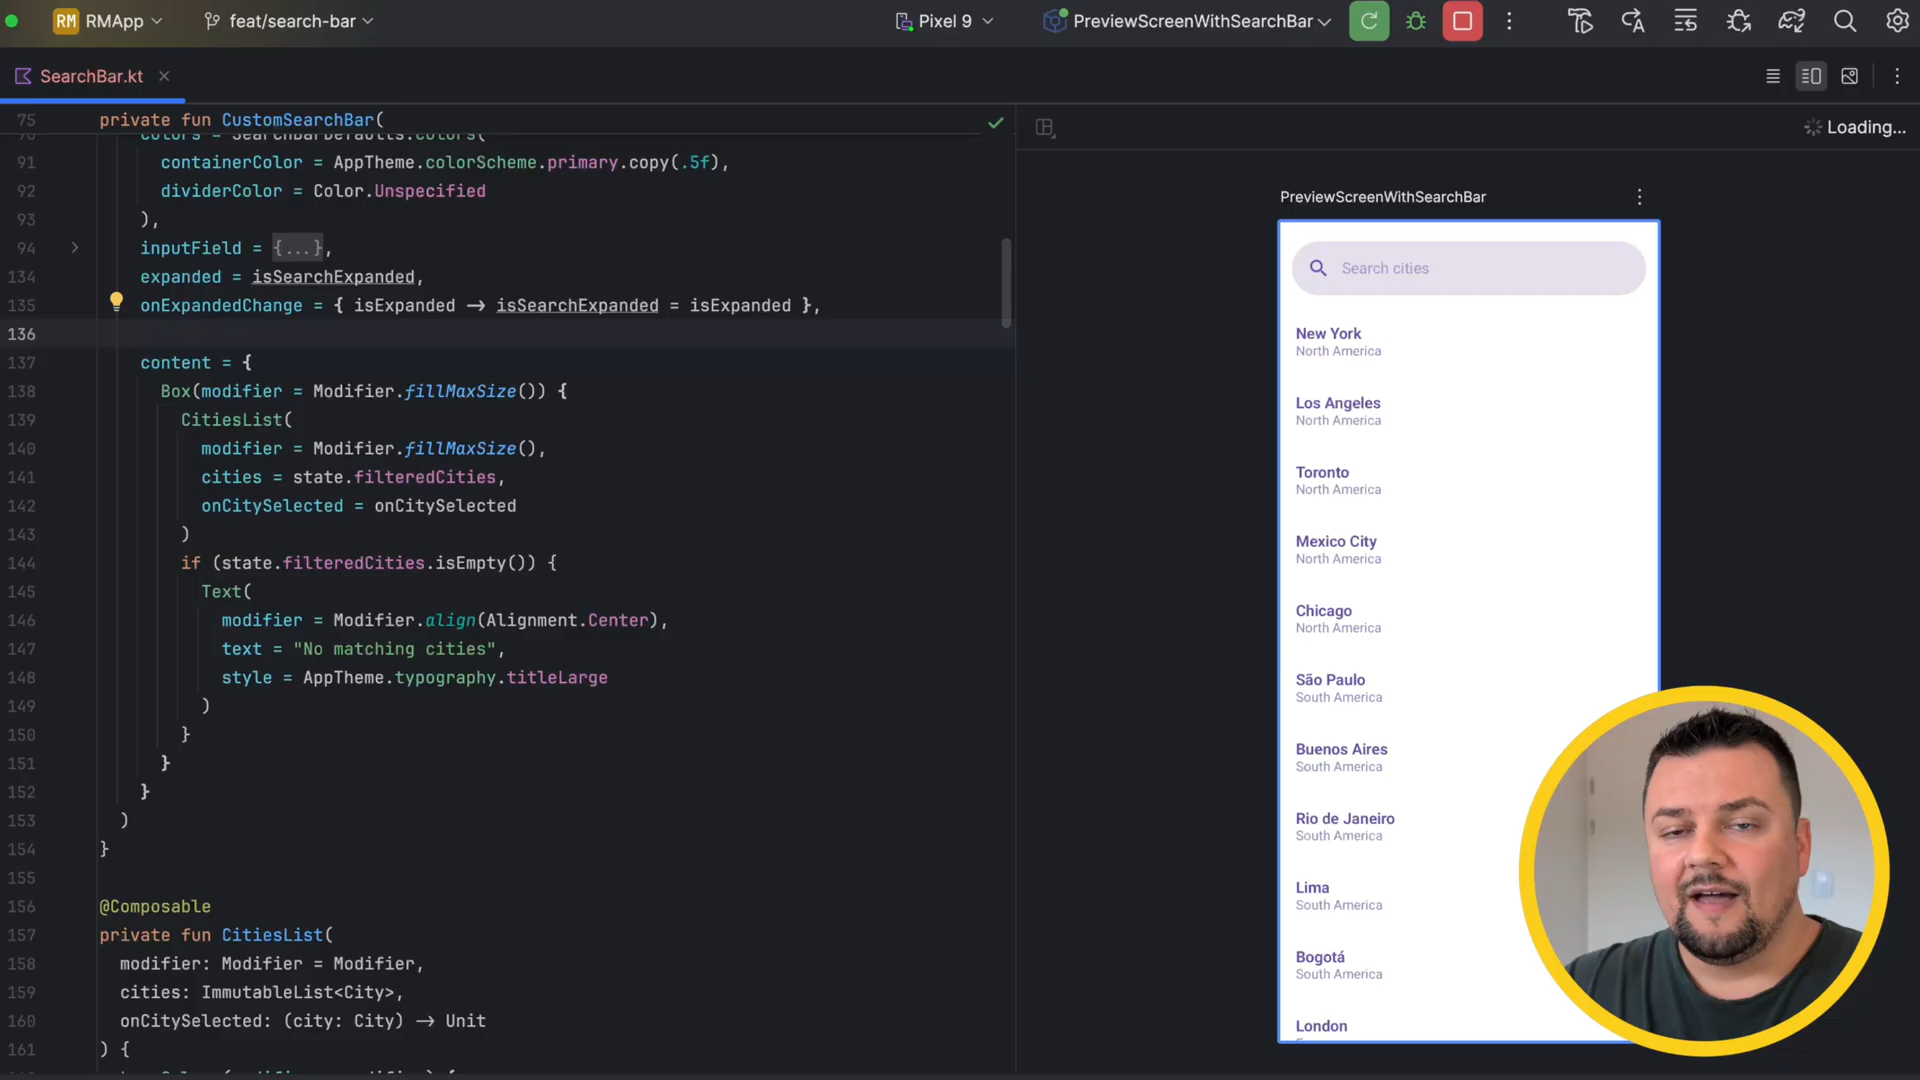 RM RMApp feat/search-bar Pixel 9 PreviewScreenWithSearchBar
SearchBar.kt
75 private fun CustomSearchBar(
90 colors = SearchBarDefaults.colors(
91 containerColor = AppTheme.colorScheme.primary.copy(.5f),
92 dividerColor = Color.Unspecified
93 ),
94 inputField = {...},
134 expanded = isSearchExpanded,
135 onExpandedChange = { isExpanded → isSearchExpanded = isExpanded },
136
137 content = {
138 Box(modifier = Modifier.fillMaxSize()) {
139 CitiesList(
140 modifier = Modifier.fillMaxSize(),
141 cities = state.filteredCities,
142 onCitySelected = onCitySelected
143 )
144 if (state.filteredCities.isEmpty()) {
145 Text(
146 modifier = Modifier.align(Alignment.Center),
147 text = "No matching cities",
148 style = AppTheme.typography.titleLarge
149 )
150 }
151 }
152 }
153 )
154 }
155
156 @Composable
157 private fun CitiesList(
158 modifier: Modifier = Modifier,
159 cities: ImmutableList<City>,
160 onCitySelected: (city: City) → Unit
161 ) {
Loading...
PreviewScreenWithSearchBar
Search cities
New York
North America
Los Angeles
North America
Toronto
North America
Mexico City
North America
Chicago
North America
São Paulo
South America
Buenos Aires
South America
Rio de Janeiro
South America
Lima
South America
Bogotá
South America
London